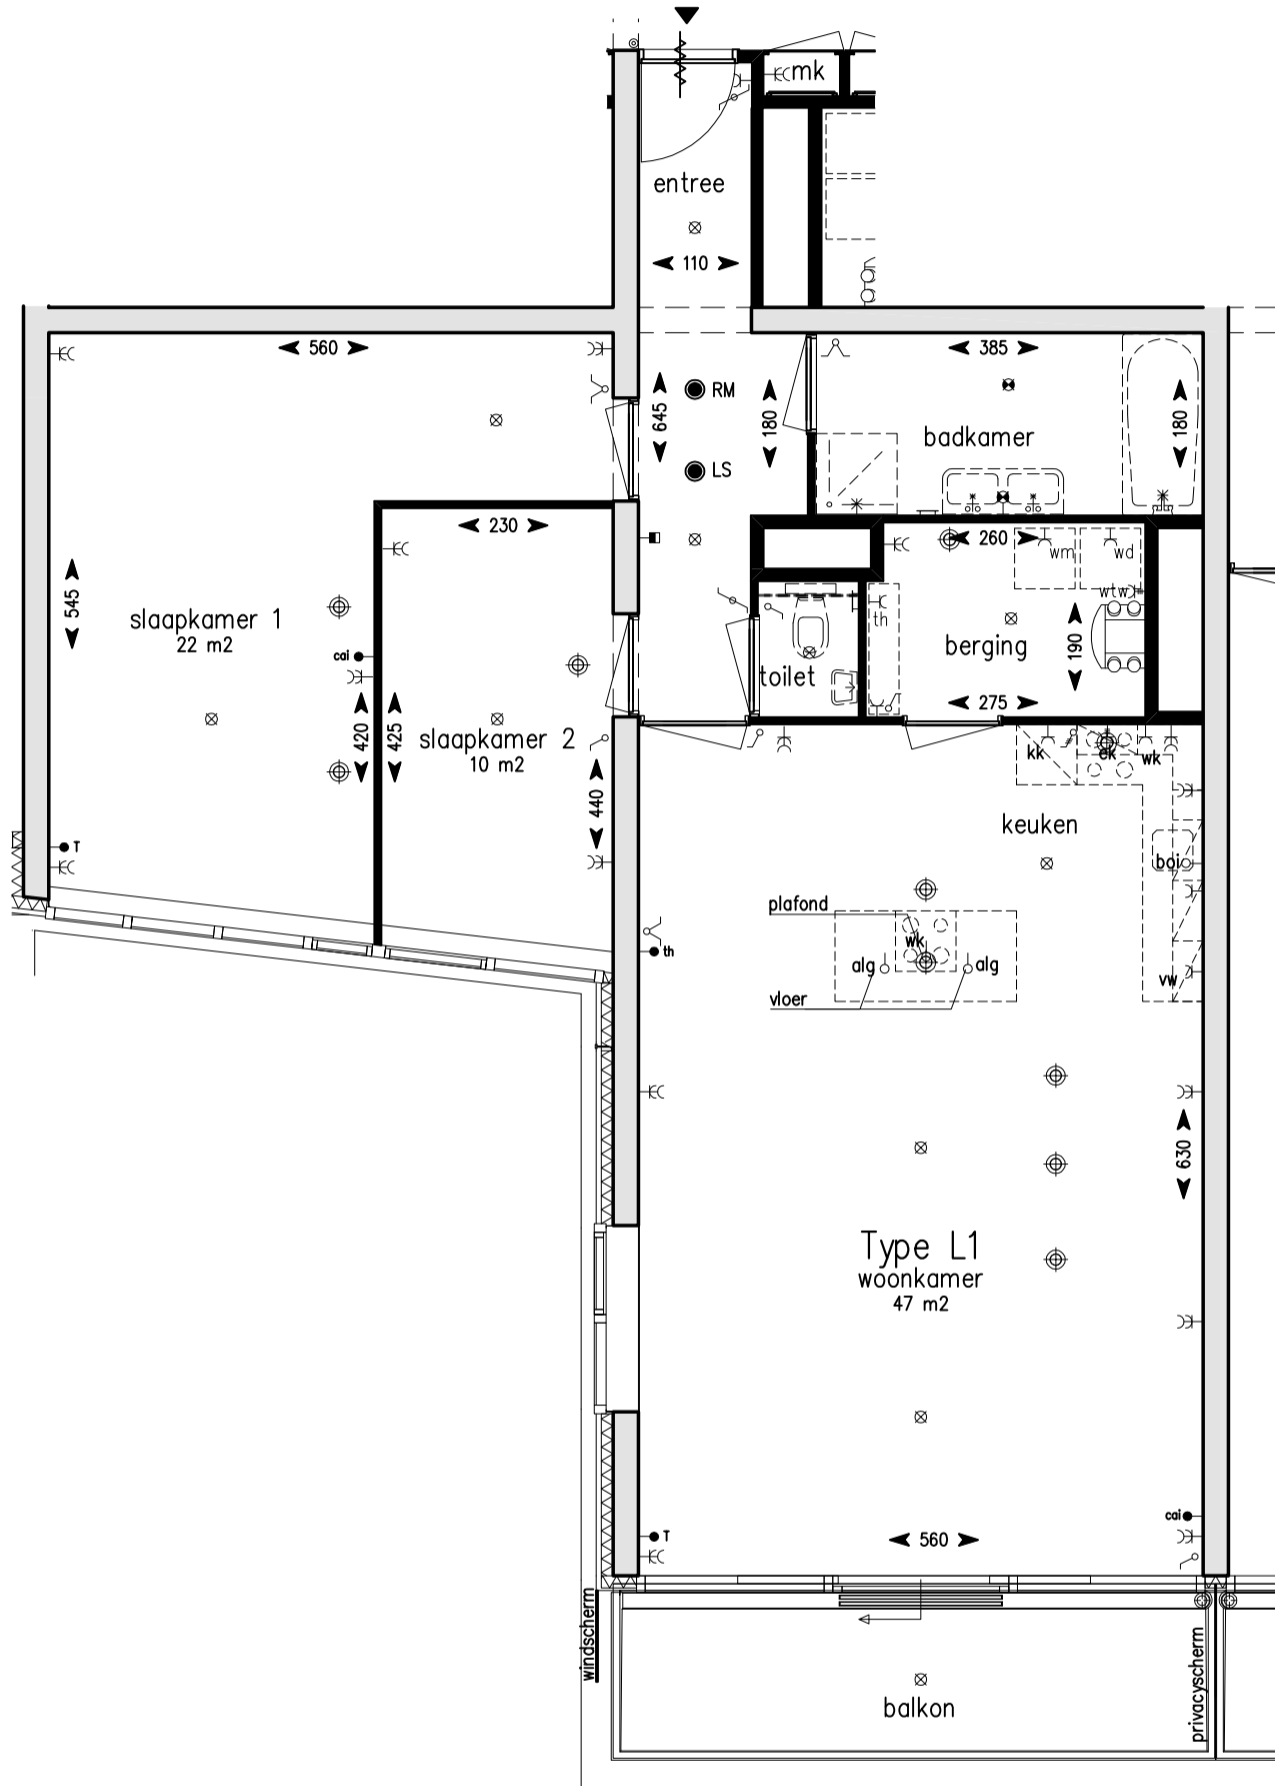 mk
entree
110
560
385
645
RM
180
180
badkamer
LS
230
260
wm
wd
545
slaapkamer 1
22 m2
wtw
th
190
berging
cai
toilet
275
420
425
slaapkamer 2
10 m2
kk
ek
wk
440
keuken
T
boi
plafond
wk
th
alg
alg
vw
vloer
630
Type L1
woonkamer
47 m2
cai
T
560
windscherm
privacyscherm
balkon